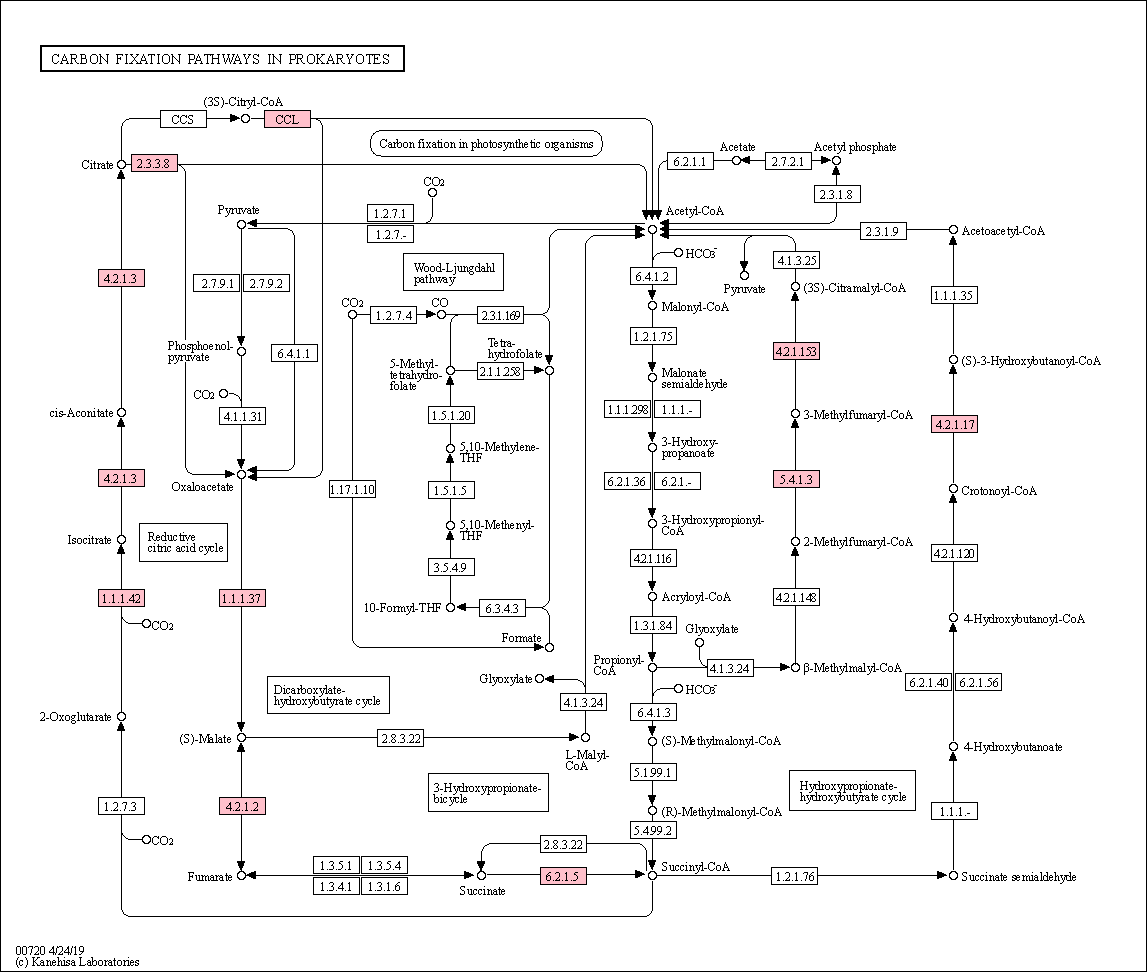 CARBON FIXATION PATHWAYS IN PROKARYOTES
(3S)-Citryl-CoA
CCS
CCL
Carbon fixation in photosynthetic organisms
Citrate
2.3.3.8
6.2.1.1
Acetate
2.7.2.1
Acetyl phosphate
2.3.1.8
CO2
Pyruvate
1.2.7.1
1.2.7.-
Acetyl-CoA
2.3.1.9
Acetoacetyl-CoA
4.2.1.3
2.7.9.1
2.7.9.2
Wood-Ljungdahl
pathway
HCO3-
6.4.1.2
4.1.3.25
Pyruvate
(3S)-Citramalyl-CoA
1.1.1.35
CO2
1.2.7.4
CO
2.3.1.169
Malonyl-CoA
1.2.1.75
Phosphoenol-
pyruvate
6.4.1.1
Tetra-
hydrofolate
4.2.1.153
5-Methyl-
tetrahydro-
folate
2.1.1.258
Malonate
semialdehyde
(S)-3-Hydroxybutanoyl-CoA
CO2
4.1.1.31
cis-Aconitate
1.5.1.20
1.1.1.298
1.1.1.-
3-Methylfumaryl-CoA
4.2.1.17
5,10-Methylene-
THF
3-Hydroxy-
propanoate
4.2.1.3
Oxaloacetate
1.17.1.10
1.5.1.5
6.2.1.36
6.2.1.-
5.4.1.3
Crotonoyl-CoA
Isocitrate
Reductive
citric acid cycle
5,10-Methenyl-
THF
3-Hydroxypropionyl-
CoA
2-Methylfumaryl-CoA
3.5.4.9
4.2.1.116
4.2.1.120
1.1.1.42
1.1.1.37
10-Formyl-THF
6.3.4.3
Acryloyl-CoA
4.2.1.148
CO2
1.3.1.84
Glyoxylate
4-Hydroxybutanoyl-CoA
Formate
Propionyl-
CoA
4.1.3.24
β-Methylmalyl-CoA
Glyoxylate
Dicarboxylate-
hydroxybutyrate cycle
4.1.3.24
HCO3-
6.2.1.40
6.2.1.56
2-Oxoglutarate
6.4.1.3
(S)-Malate
2.8.3.22
L-Malyl-
CoA
(S)-Methylmalonyl-CoA
4-Hydroxybutanoate
5.1.99.1
3-Hydroxypropionate-
bicycle
Hydroxypropionate-
hydroxybutyrate cycle
1.2.7.3
4.2.1.2
(R)-Methylmalonyl-CoA
1.1.1.-
CO2
5.4.99.2
2.8.3.22
Fumarate
1.3.5.1
1.3.5.4
1.3.4.1
1.3.1.6
Succinate
6.2.1.5
Succinyl-CoA
1.2.1.76
Succinate semialdehyde
00720 4/24/19
(c) Kanehisa Laboratories